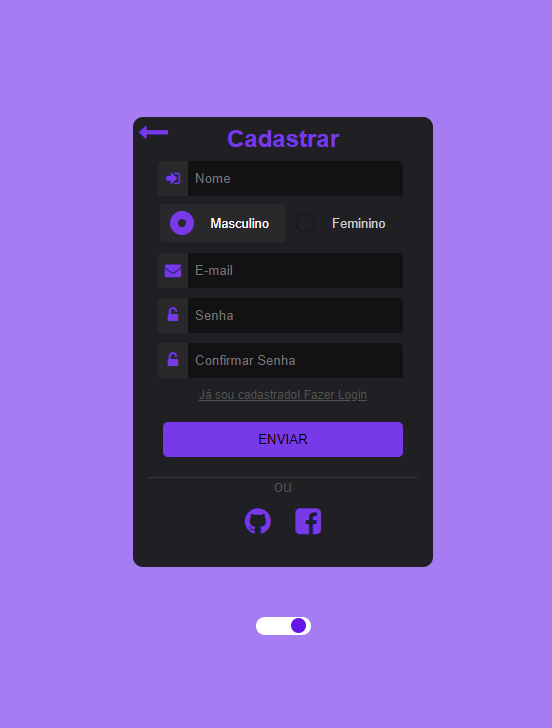 Cadastrar
Nome
Masculino Feminino
E-mail
Senha
Confirmar Senha
Já sou cadastrado! Fazer Login
ENVIAR
ou